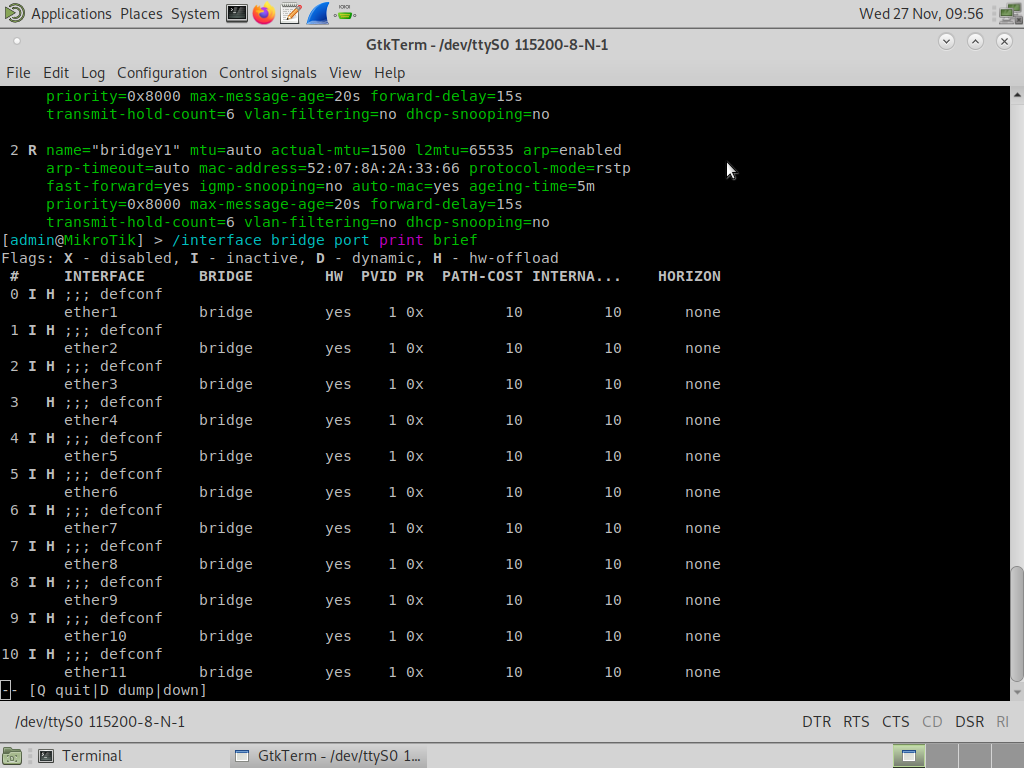 Applications Places System Wed 27 Nov, 09:56
GtkTerm - /dev/ttyS0 115200-8-N-1
File Edit Log Configuration Control signals View Help
priority=0x8000 max-message-age=20s forward-delay=15s
transmit-hold-count=6 vlan-filtering=no dhcp-snooping=no
2 R name="bridgeY1" mtu=auto actual-mtu=1500 l2mtu=65535 arp=enabled
arp-timeout=auto mac-address=52:07:8A:2A:33:66 protocol-mode=rstp
fast-forward=yes igmp-snooping=no auto-mac=yes ageing-time=5m
priority=0x8000 max-message-age=20s forward-delay=15s
transmit-hold-count=6 vlan-filtering=no dhcp-snooping=no
[admin@MikroTik] > /interface bridge port print brief
Flags: X - disabled, I - inactive, D - dynamic, H - hw-offload
# INTERFACE BRIDGE HW PVID PR PATH-COST INTERNA... HORIZON
0 I H ;;; defconf
ether1 bridge yes 1 0x 10 10 none
1 I H ;;; defconf
ether2 bridge yes 1 0x 10 10 none
2 I H ;;; defconf
ether3 bridge yes 1 0x 10 10 none
3 H ;;; defconf
ether4 bridge yes 1 0x 10 10 none
4 I H ;;; defconf
ether5 bridge yes 1 0x 10 10 none
5 I H ;;; defconf
ether6 bridge yes 1 0x 10 10 none
6 I H ;;; defconf
ether7 bridge yes 1 0x 10 10 none
7 I H ;;; defconf
ether8 bridge yes 1 0x 10 10 none
8 I H ;;; defconf
ether9 bridge yes 1 0x 10 10 none
9 I H ;;; defconf
ether10 bridge yes 1 0x 10 10 none
10 I H ;;; defconf
ether11 bridge yes 1 0x 10 10 none
-- [Q quit|D dump|down]
/dev/ttyS0 115200-8-N-1 DTR RTS CTS CD DSR RI
Terminal GtkTerm - /dev/ttyS0 1...